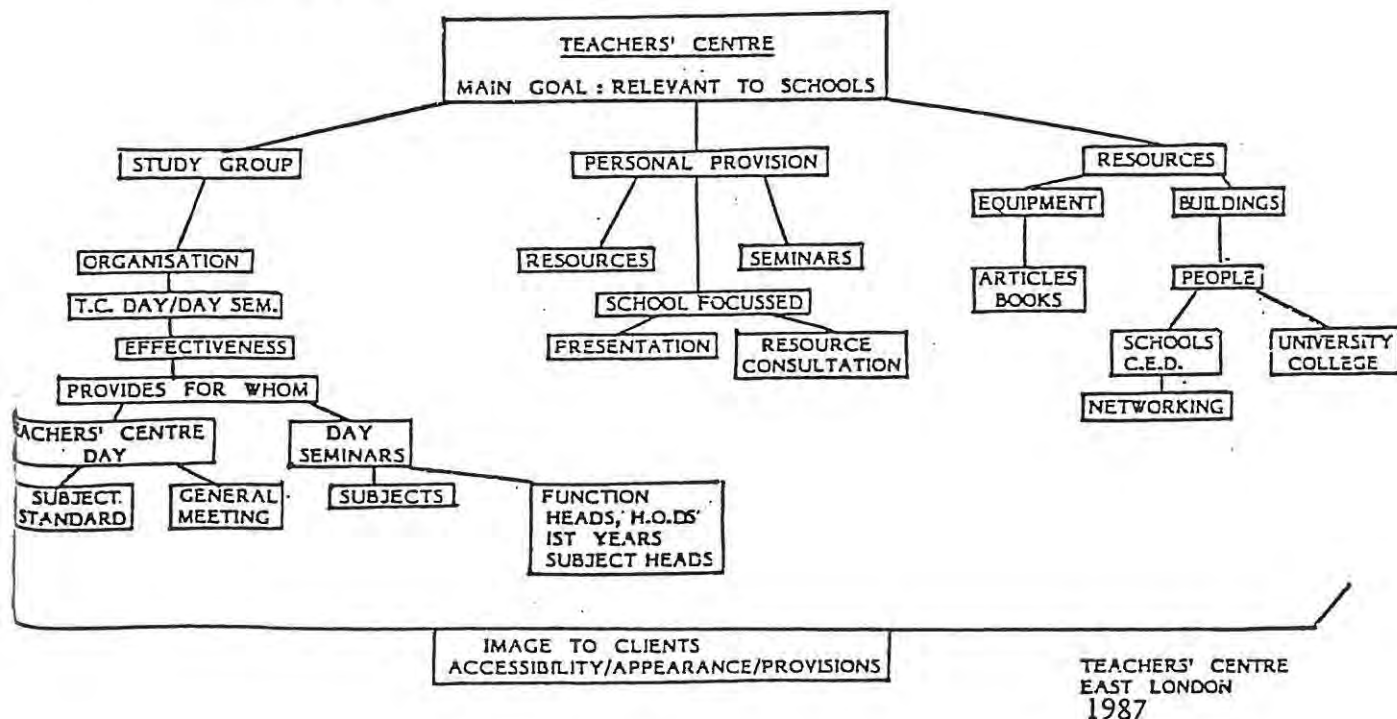 TEACHERS' CENTRE
MAIN GOAL : RELEVANT TO SCHOOLS
STUDY GROUP
PERSONAL PROVISION
RESOURCES
EQUIPMENT
BUILDINGS
ORGANISATION
RESOURCES
SEMINARS
ARTICLES
BOOKS
PEOPLE
T.C. DAY/DAY SEM.
SCHOOL FOCUSSED
EFFECTIVENESS
PRESENTATION
RESOURCE
CONSULTATION
SCHOOLS
C.E.D.
UNIVERSITY
COLLEGE
PROVIDES FOR WHOM
NETWORKING
EACHERS' CENTRE
DAY
DAY
SEMINARS
SUBJECT.
STANDARD
GENERAL
MEETING
SUBJECTS
FUNCTION
HEADS, H.O.DS'
IST YEARS
SUBJECT HEADS
IMAGE TO CLIENTS
ACCESSIBILITY/APPEARANCE/PROVISIONS
TEACHERS' CENTRE
EAST LONDON
1987